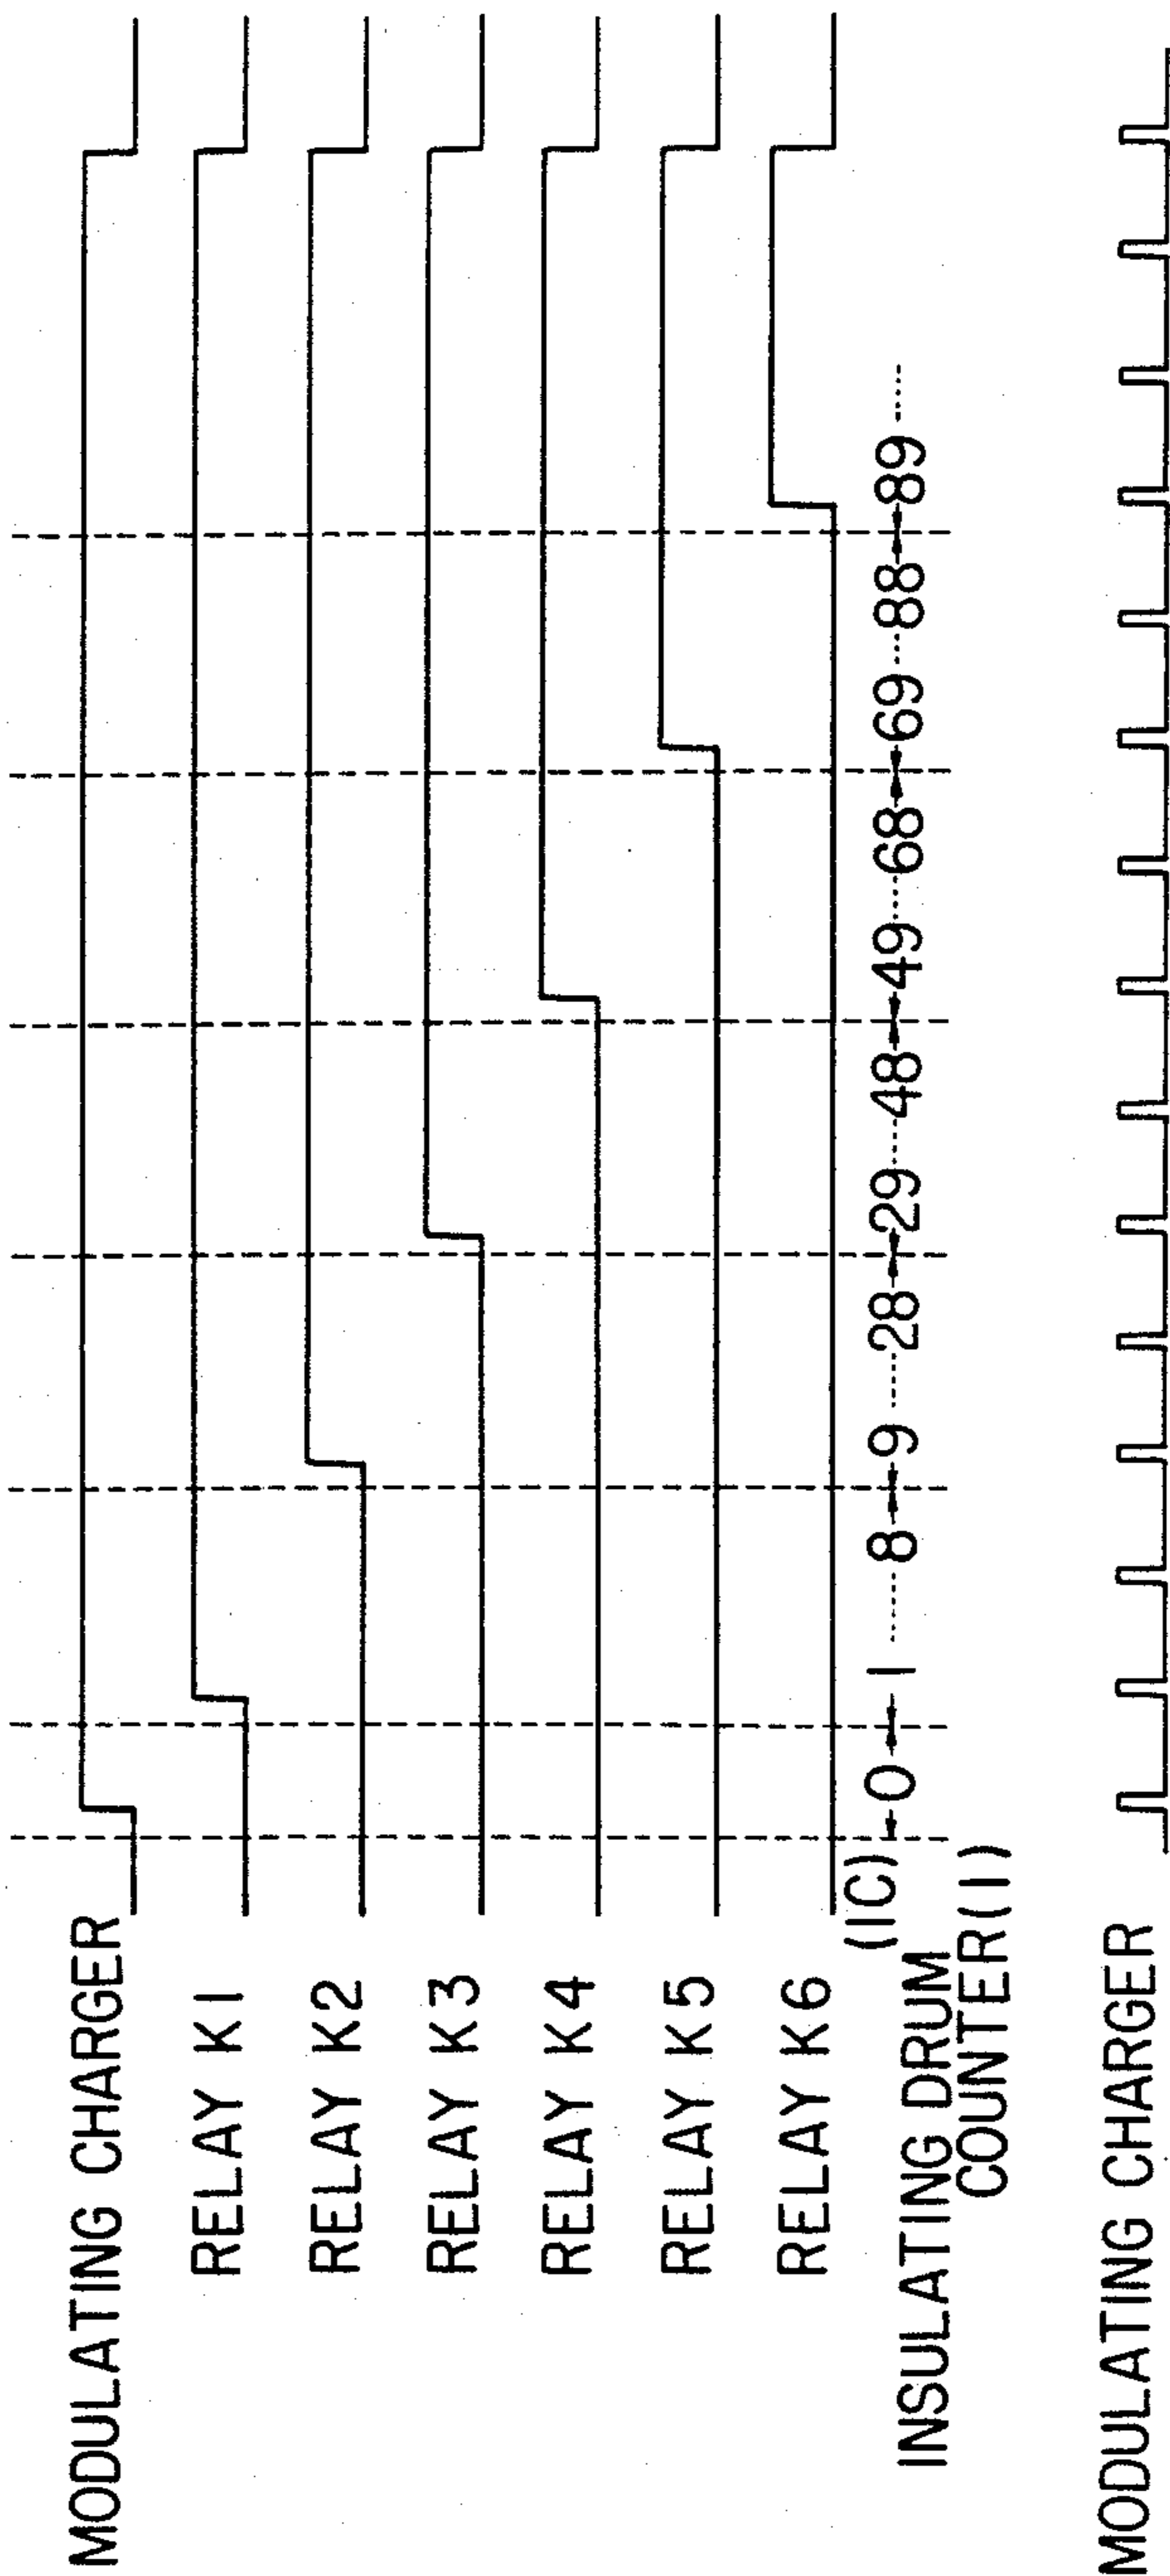 MODULATING CHARGER
RELAY K1
RELAY K2
RELAY K3
RELAY K4
RELAY K5
RELAY K6
(IC) 0 1 ----- 8 9 ----- 28 29 ----- 48 49 ----- 68 69 ----- 88 89 -----
INSULATING DRUM
COUNTER(I)
MODULATING CHARGER